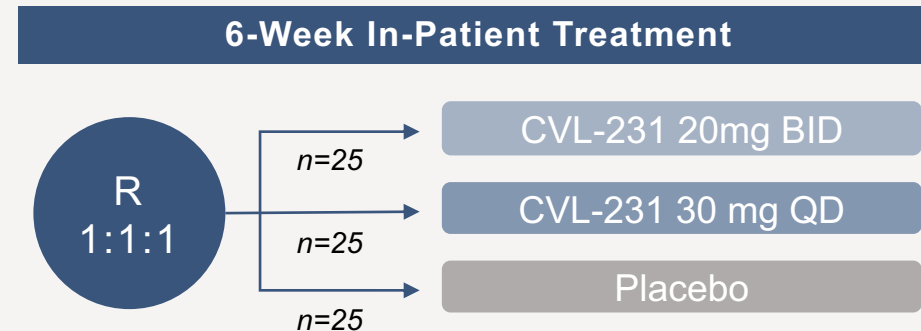 6-Week In-Patient Treatment
R
1:1:1
n=25
CVL-231 20mg BID
n=25
CVL-231 30 mg QD
n=25
Placebo